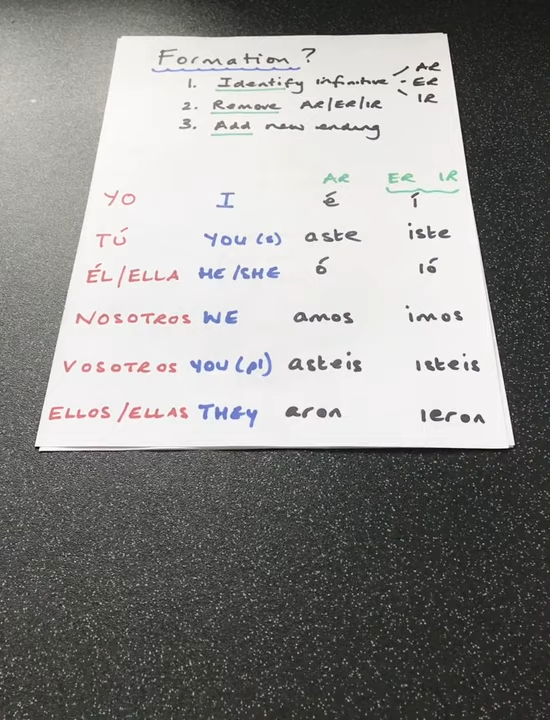 Formation?
1. Identify infinitive AR
ER
IR
2. Remove AR/ER/IR
3. Add new ending
AR ER IR
YO I é í
TÚ YOU (s) aste iste
ÉL/ELLA HE/SHE ó ió
NOSOTROS WE amos imos
VOSOTROS YOU (pl) asteis isteis
ELLOS/ELLAS THEY aron ieron